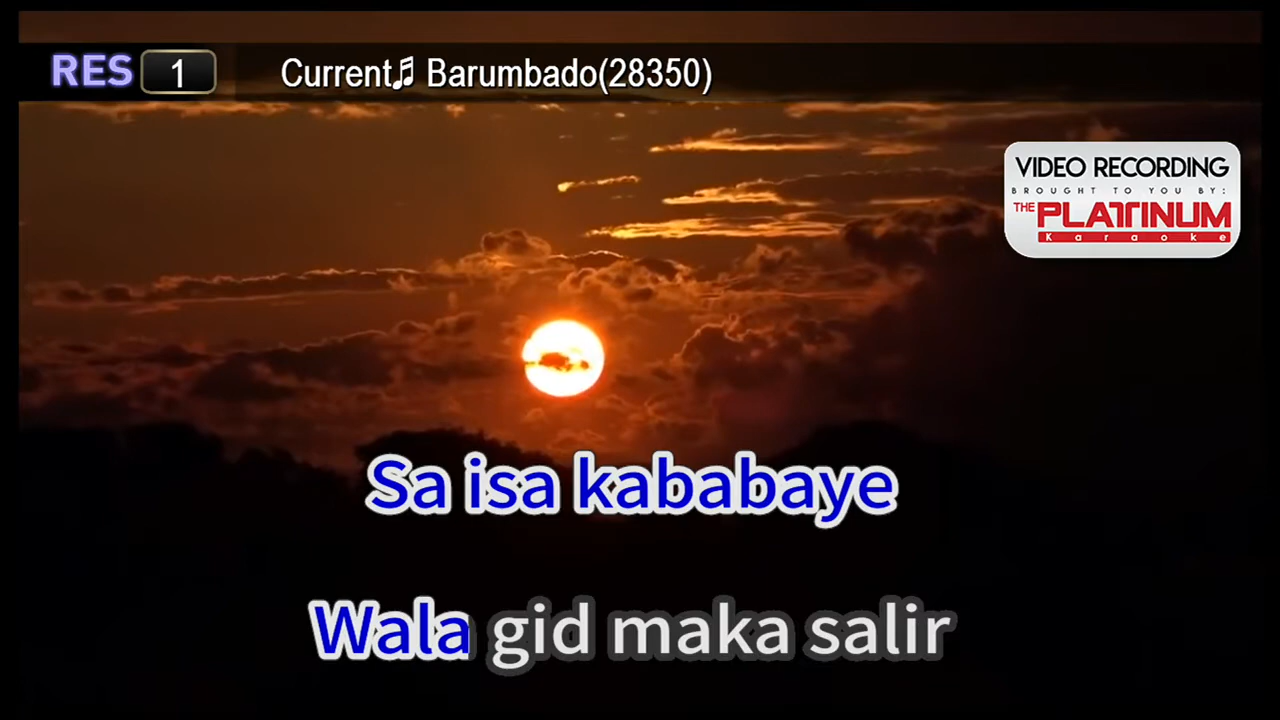 RES 1 Current♫ Barumbado(28350)
VIDEO RECORDING
BROUGHT TO YOU BY:
THE PLATINUM
Karaoke
Sa isa kababaye
Wala gid maka salir